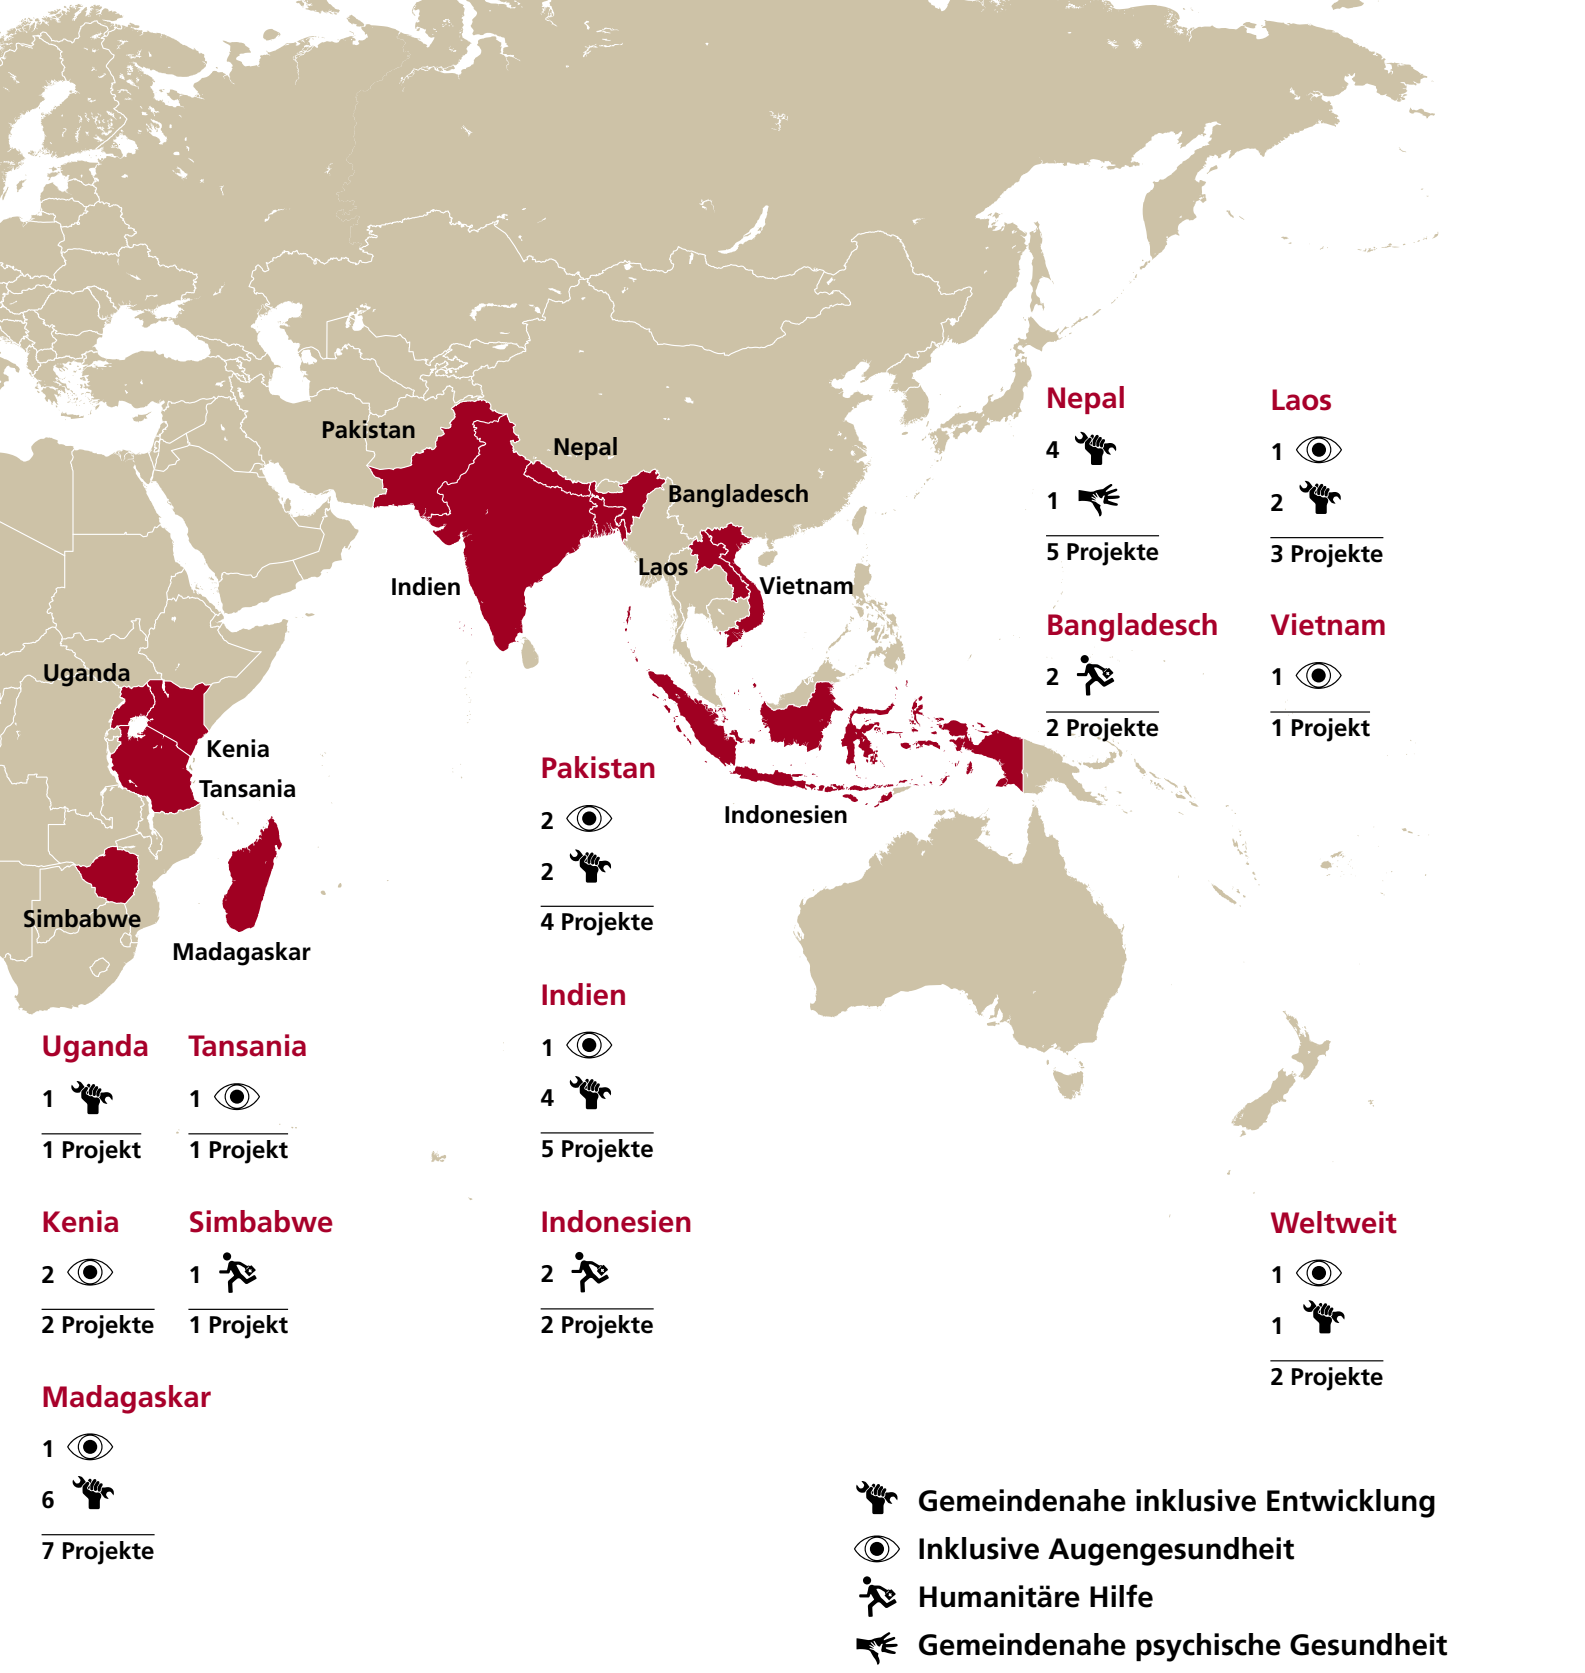 Pakistan
Nepal
Bangladesch
Laos
Indien
Vietnam
Uganda
Kenia
Tansania
Indonesien
Simbabwe
Madagaskar
Nepal
4
1
5 Projekte
Laos
1
2
3 Projekte
Bangladesch
2
2 Projekte
Vietnam
1
1 Projekt
Pakistan
2
2
4 Projekte
Indien
1
4
5 Projekte
Uganda
1
1 Projekt
Tansania
1
1 Projekt
Kenia
2
2 Projekte
Simbabwe
1
1 Projekt
Indonesien
2
2 Projekte
Weltweit
1
1
2 Projekte
Madagaskar
1
6
7 Projekte
Gemeindenahe inklusive Entwicklung
Inklusive Augengesundheit
Humanitäre Hilfe
Gemeindenahe psychische Gesundheit